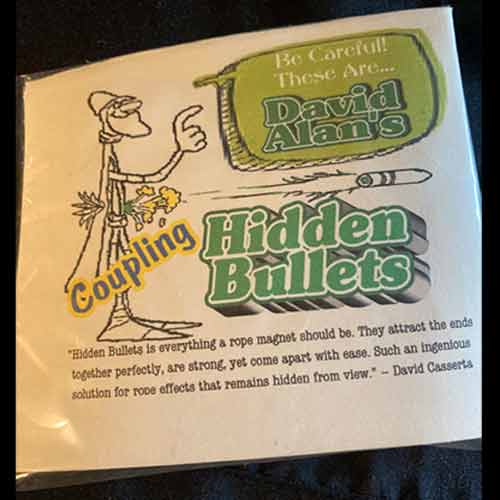 Be Careful!
These Are...
David
Alan's
Coupling
Hidden
Bullets
"Hidden Bullets is everything a rope magnet should be. They attract the ends
together perfectly, are strong, yet come apart with ease. Such an ingenious
solution for rope effects that remains hidden from view." – David Casserta